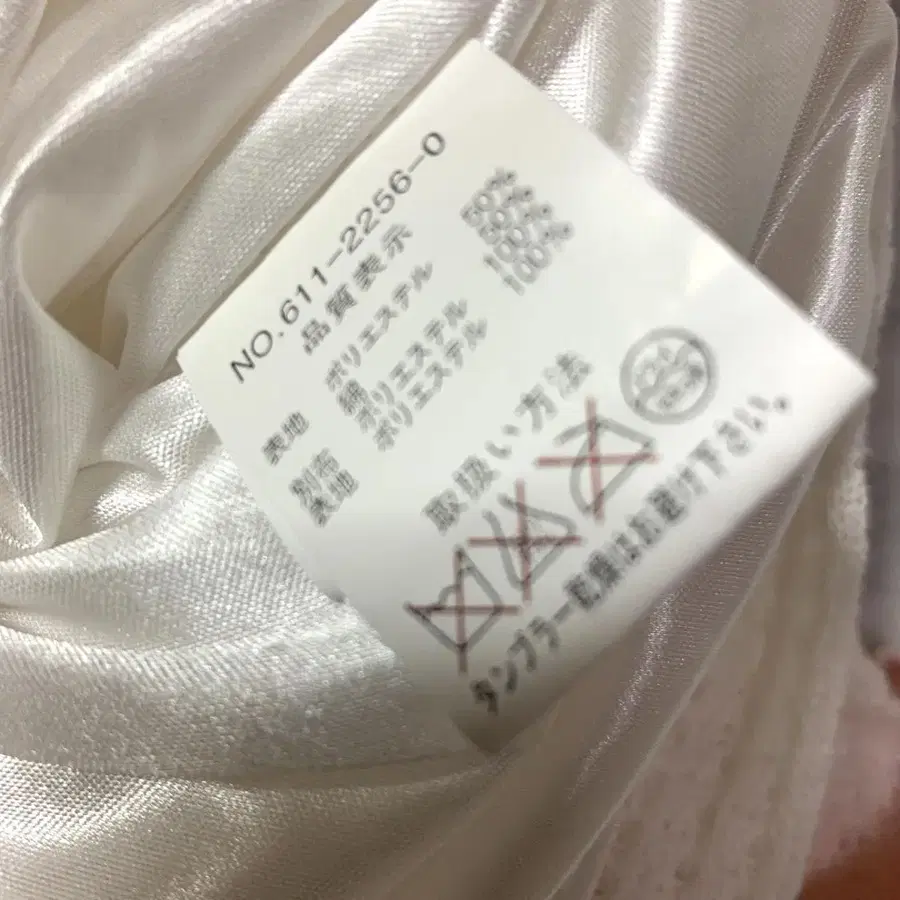 NO.611-2256-0
品質表示
表地 ポリエステル 50%
綿 50%
別布 ポリエステル 100%
ポリエステル 100%
取扱い方法
タンブラー乾燥はお避け下さい。